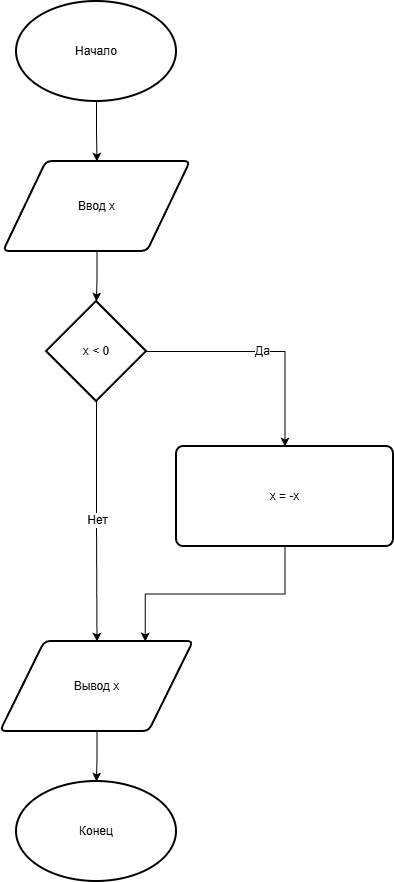 Начало
Ввод x
x < 0
Да
x = -x
Нет
Вывод x
Конец